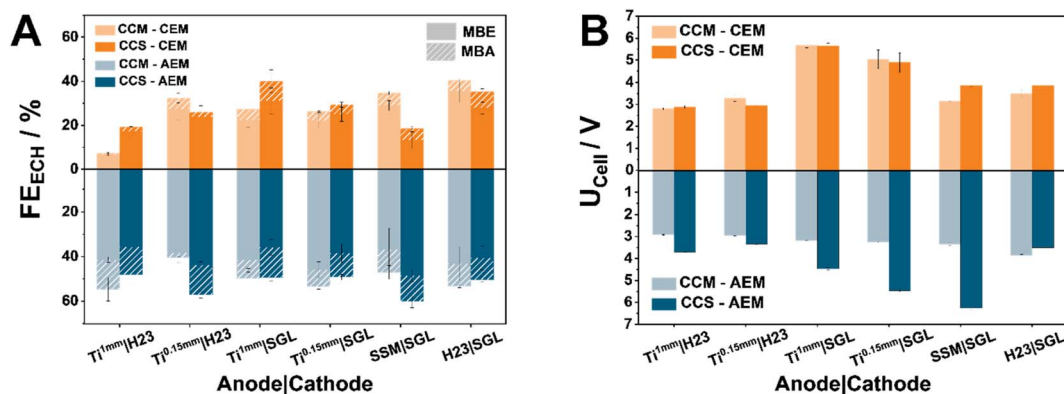 A
CCM - CEM
CCS - CEM
CCM - AEM
CCS - AEM
MBE
MBA
FE_ECH / %
60
40
20
0
20
40
60
Ti^1mm|H23
Ti^0.15mm|H23
Ti^1mm|SGL
Ti^0.15mm|SGL
SSM|SGL
H23|SGL
Anode|Cathode
B
CCM - CEM
CCS - CEM
CCM - AEM
CCS - AEM
U_Cell / V
7
6
5
4
3
2
1
0
1
2
3
4
5
6
7
Ti^1mm|H23
Ti^0.15mm|H23
Ti^1mm|SGL
Ti^0.15mm|SGL
SSM|SGL
H23|SGL
Anode|Cathode